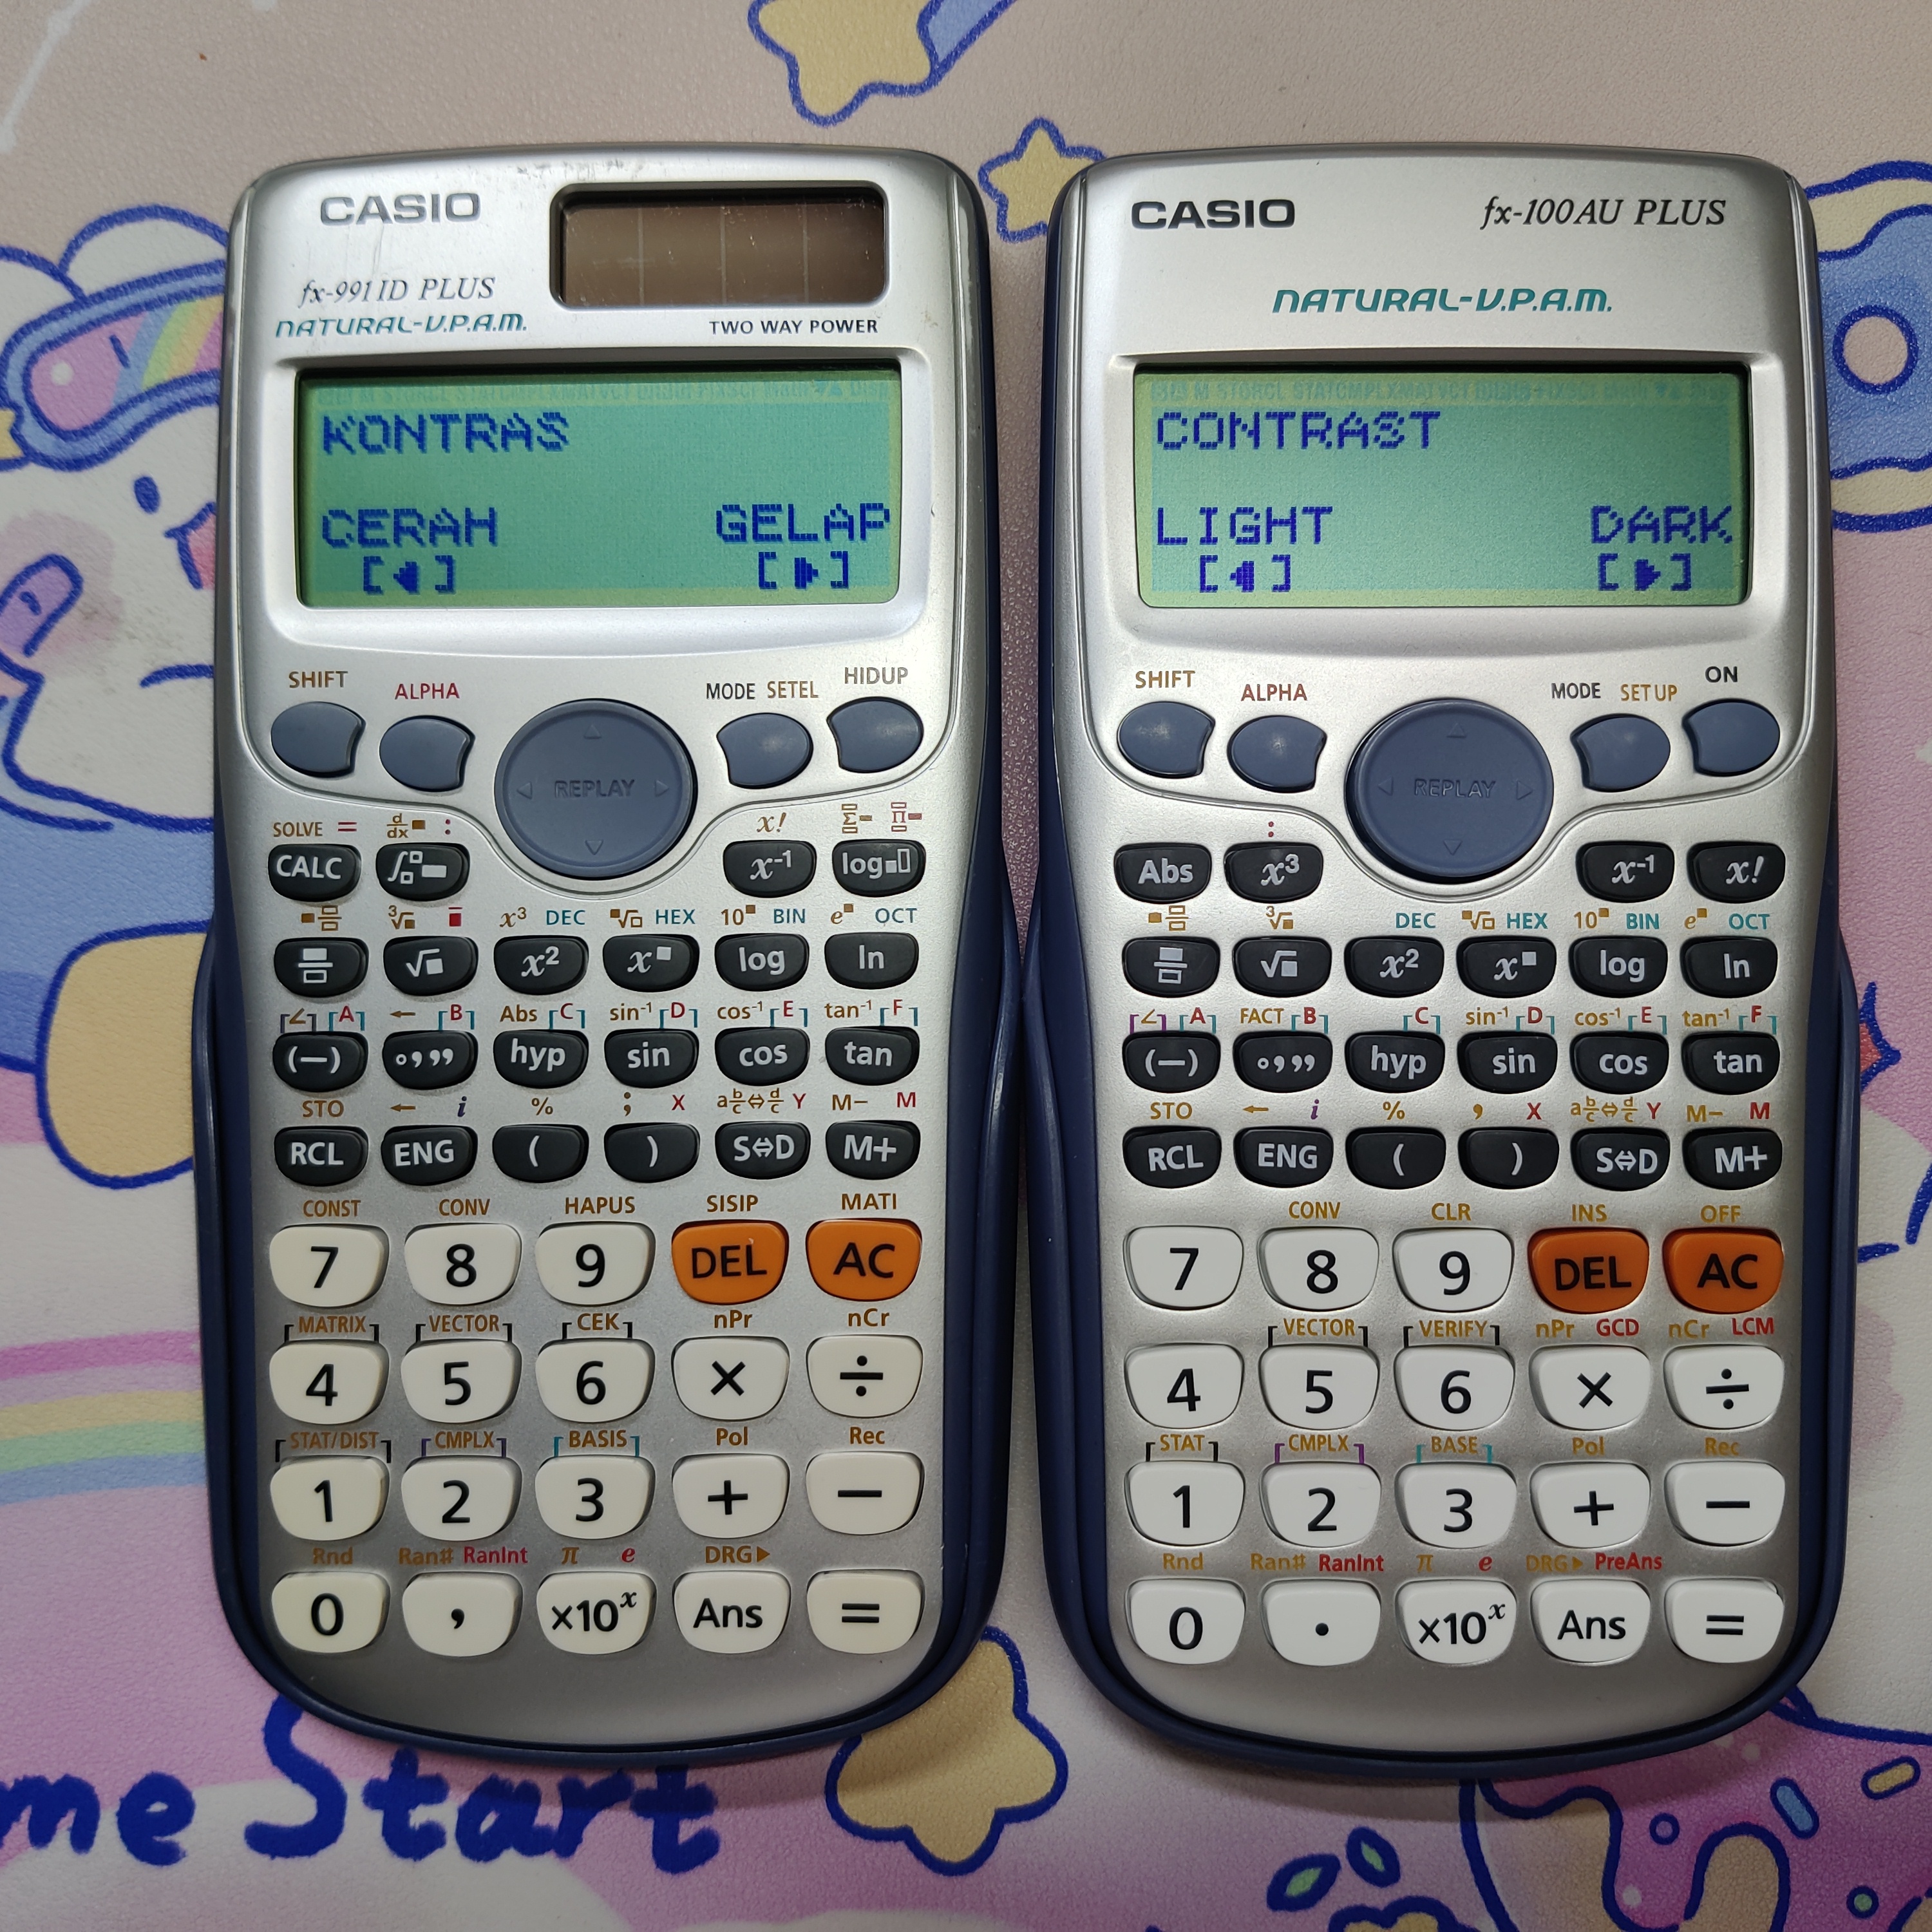 CASIO
fx-991ID PLUS
NATURAL-V.P.A.M.
TWO WAY POWER
KONTRAS
CERAH GELAP
[◀] [▶]
SHIFT ALPHA MODE SETEL HIDUP
REPLAY
SOLVE = d/dx■ : x! Σ Π
CALC ∫ x⁻¹ log
³√ x³ DEC HEX 10■ BIN e■ OCT
√■ x² x■ log ln
∠ A ← B Abs C sin⁻¹ D cos⁻¹ E tan⁻¹ F
(−) °,,, hyp sin cos tan
STO ← i % ; X a b/c⇔d/c Y M− M
RCL ENG ( ) S⇔D M+
CONST CONV HAPUS SISIP MATI
7 8 9 DEL AC
MATRIX VECTOR CEK nPr nCr
4 5 6 × ÷
STAT/DIST CMPLX BASIS Pol Rec
1 2 3 + −
Rnd Ran# RanInt π e DRG▶
0 , ×10ˣ Ans =
CASIO
fx-100AU PLUS
NATURAL-V.P.A.M.
CONTRAST
LIGHT DARK
[◀] [▶]
SHIFT ALPHA MODE SETUP ON
REPLAY
:
Abs x³ x⁻¹ x!
³√ DEC HEX 10■ BIN e■ OCT
√■ x² x■ log ln
∠ A FACT B C sin⁻¹ D cos⁻¹ E tan⁻¹ F
(−) °,,, hyp sin cos tan
STO ← i % , X a b/c⇔d/c Y M− M
RCL ENG ( ) S⇔D M+
CONV CLR INS OFF
7 8 9 DEL AC
VECTOR VERIFY nPr GCD nCr LCM
4 5 6 × ÷
STAT CMPLX BASE Pol Rec
1 2 3 + −
Rnd Ran# RanInt π e DRG▶ PreAns
0 . ×10ˣ Ans =
me Start